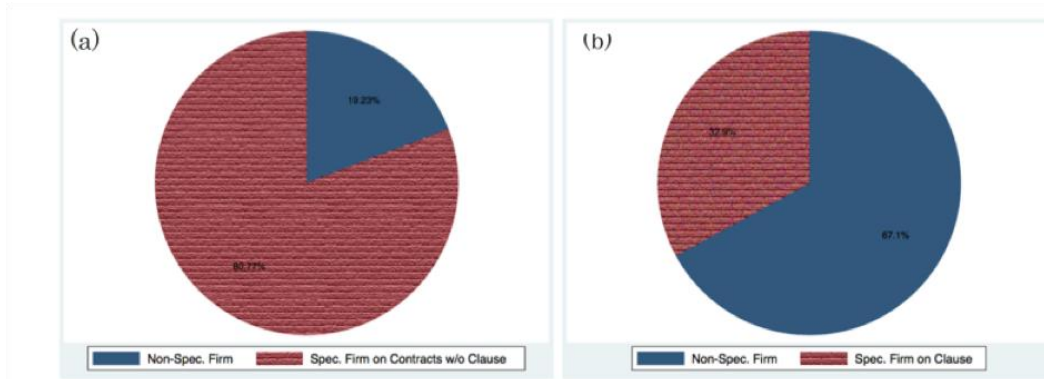 (a)
19.23%
80.77%
Non-Spec. Firm
Spec. Firm on Contracts w/o Clause
(b)
32.9%
67.1%
Non-Spec. Firm
Spec. Firm on Clause